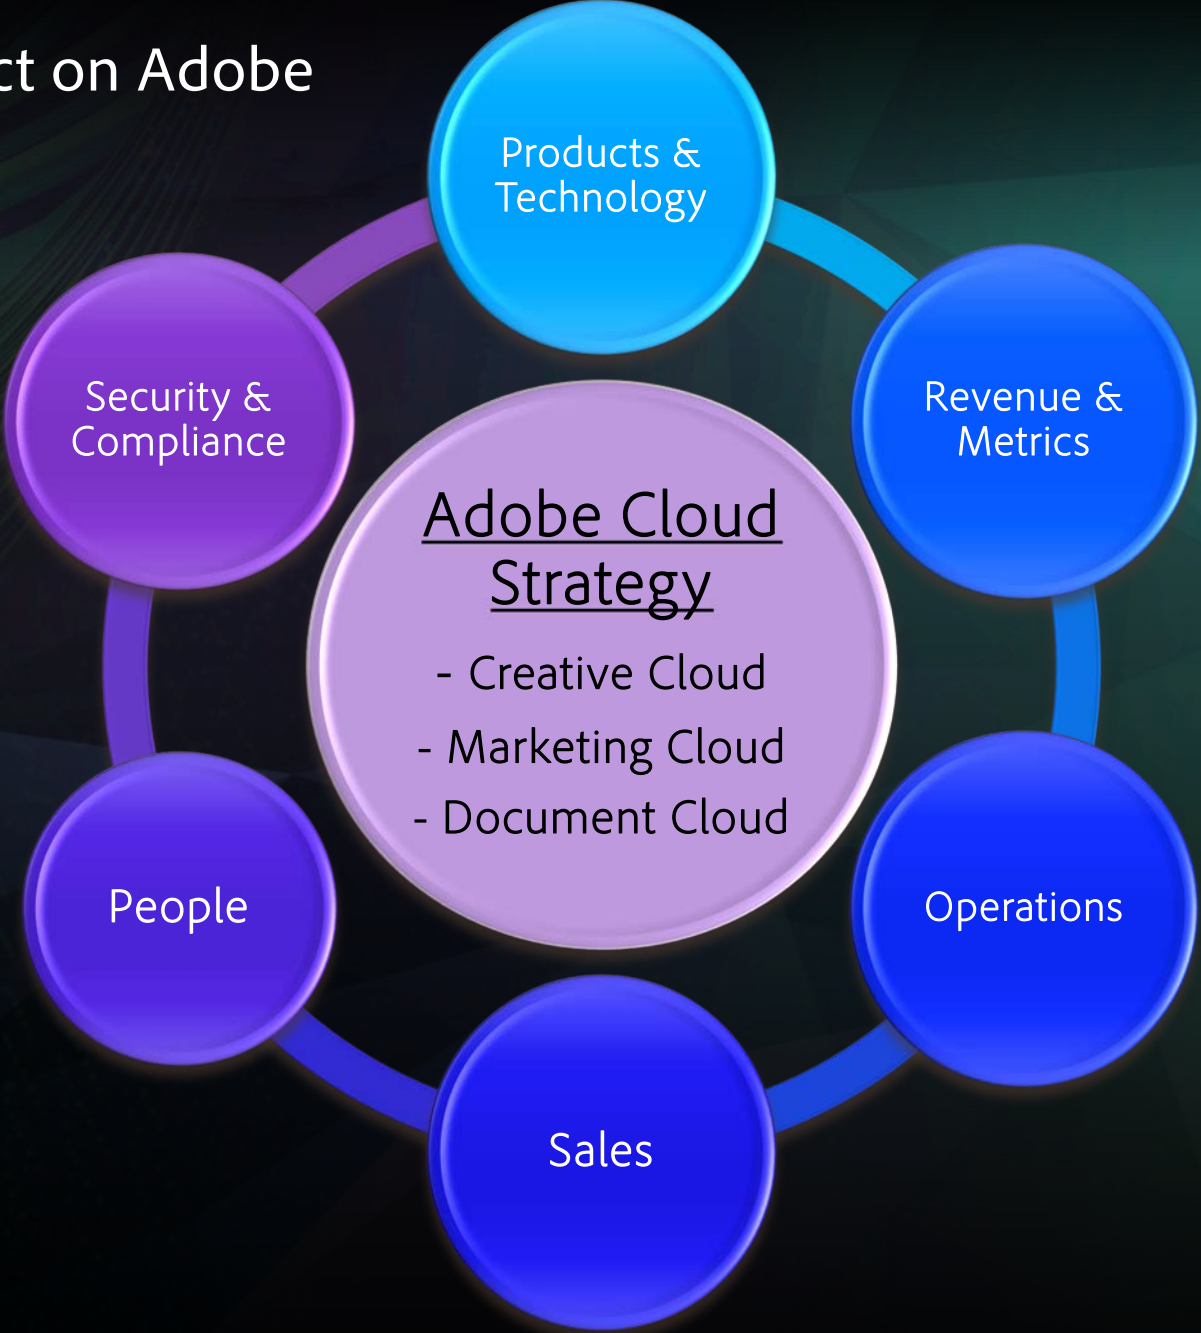 on Adobe
Products &
Technology
Security &
Compliance
Revenue &
Metrics
Adobe Cloud
Strategy
- Creative Cloud
- Marketing Cloud
- Document Cloud
People
Operations
Sales